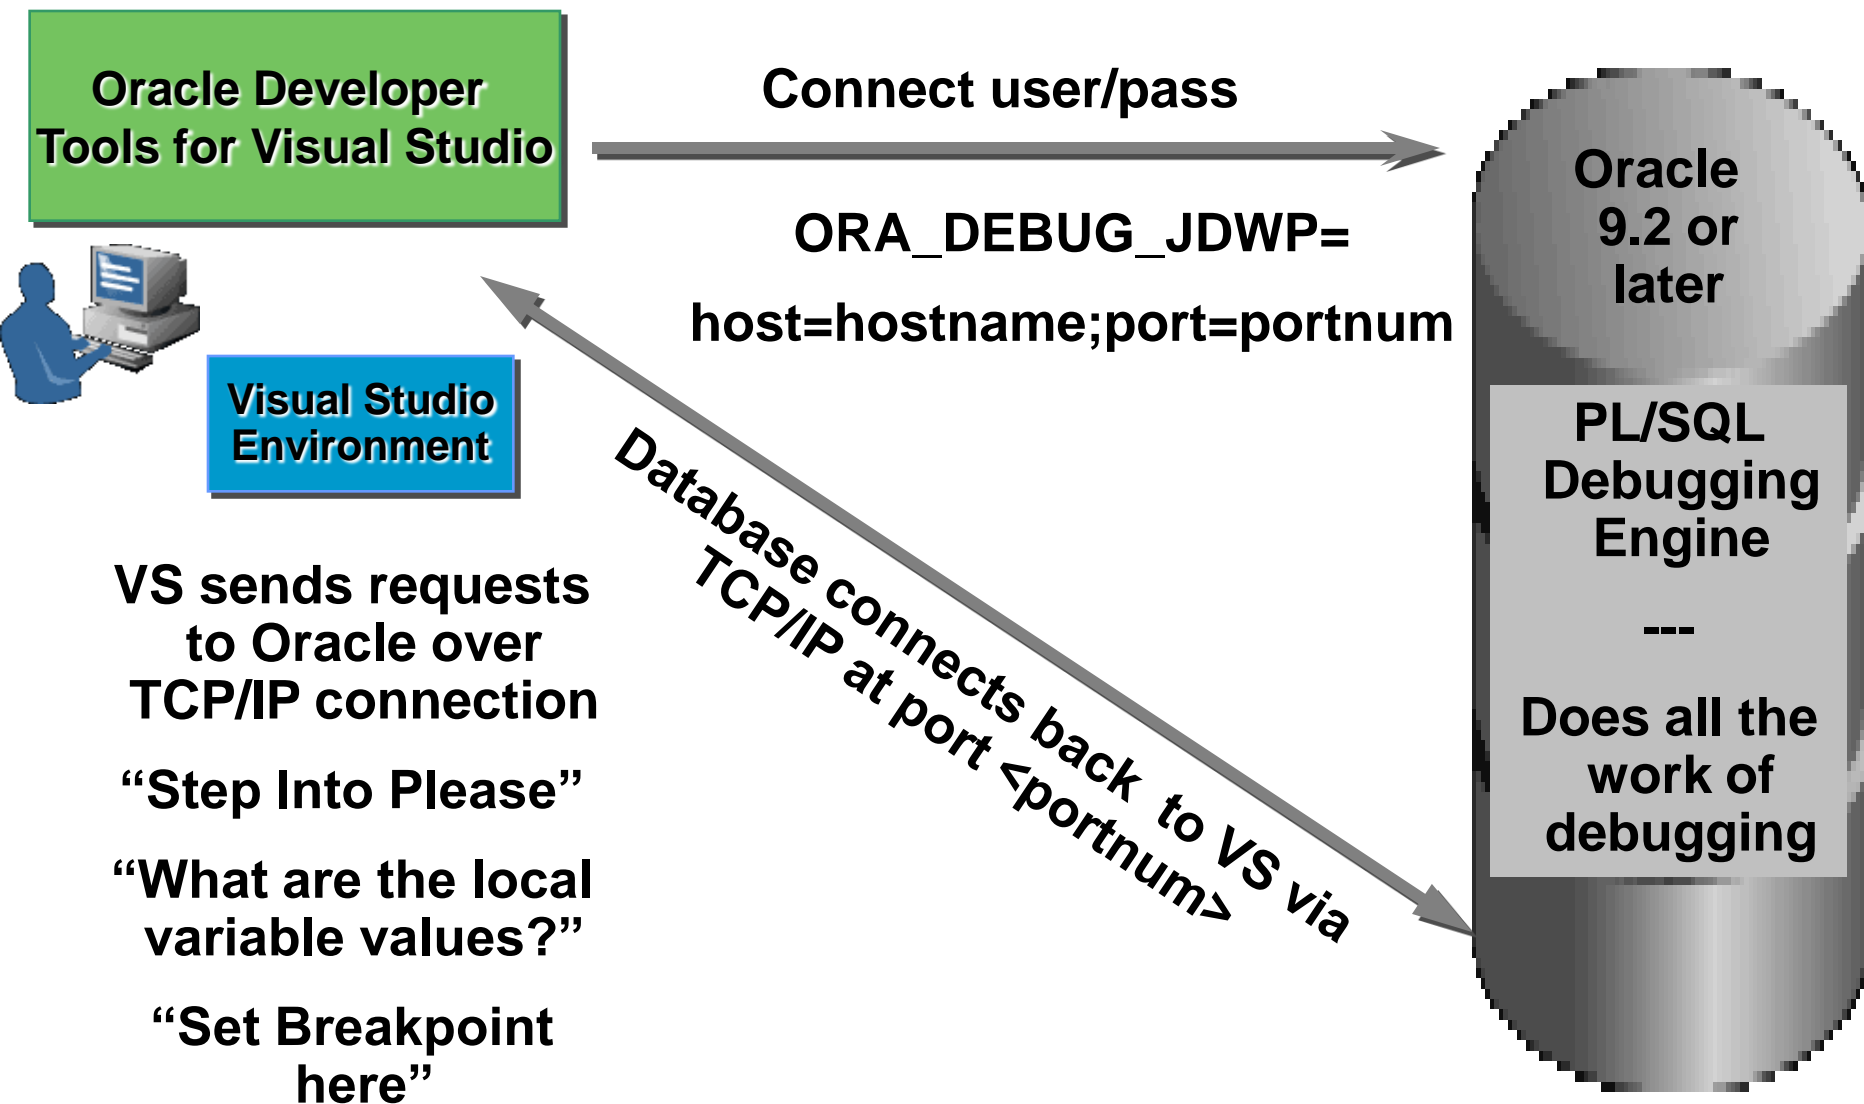 Oracle Developer
Tools for Visual Studio
Connect user/pass
ORA_DEBUG_JDWP=
host=hostname;port=portnum
Oracle
9.2 or
later
Visual Studio
Environment
PL/SQL
Debugging
Engine
---
Does all the
work of
debugging
Database connects back  to VS via
TCP/IP at port <portnum>
VS sends requests
to Oracle over
TCP/IP connection
“Step Into Please”
“What are the local
variable values?”
“Set Breakpoint
here”